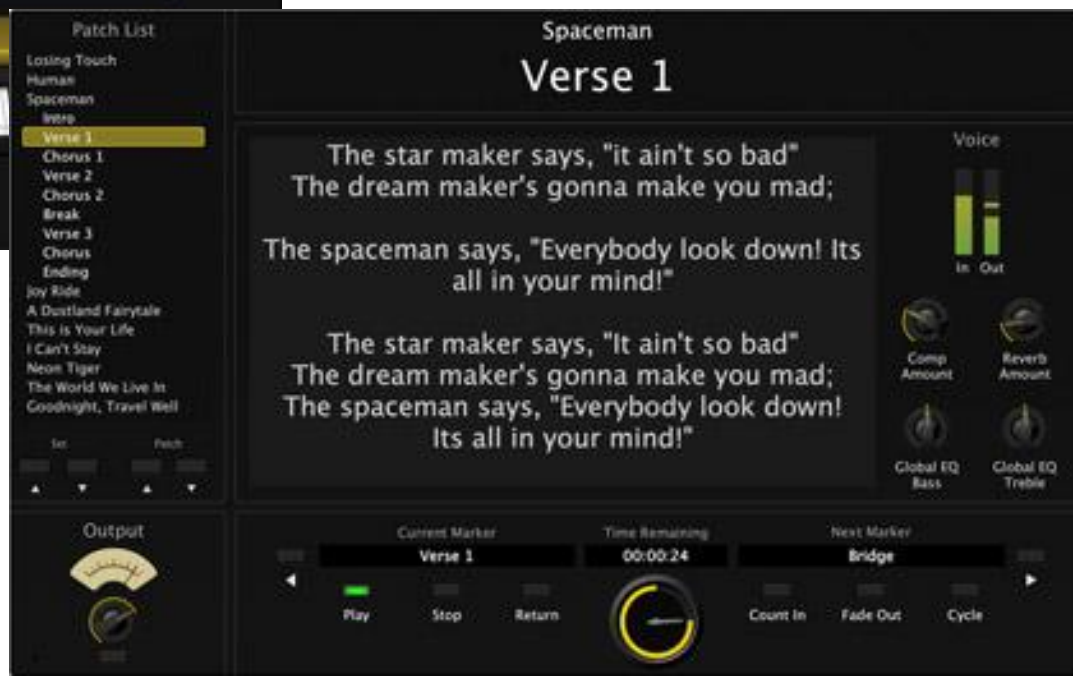 Patch List
Losing Touch
Human
Spaceman
Intro
Verse 1
Chorus 1
Verse 2
Chorus 2
Break
Verse 3
Chorus
Ending
Joy Ride
A Dustland Fairytale
This is Your Life
I Can't Stay
Neon Tiger
The World We Live In
Goodnight, Travel Well
Set Patch
Spaceman
Verse 1
The star maker says, "it ain't so bad"
The dream maker's gonna make you mad;
The spaceman says, "Everybody look down! Its
all in your mind!"
The star maker says, "It ain't so bad"
The dream maker's gonna make you mad;
The spaceman says, "Everybody look down!
Its all in your mind!"
Voice
In Out
Comp
Amount
Reverb
Amount
Global EQ
Bass
Global EQ
Treble
Output
Current Marker
Verse 1
Time Remaining
00:00:24
Next Marker
Bridge
Play Stop Return Count In Fade Out Cycle